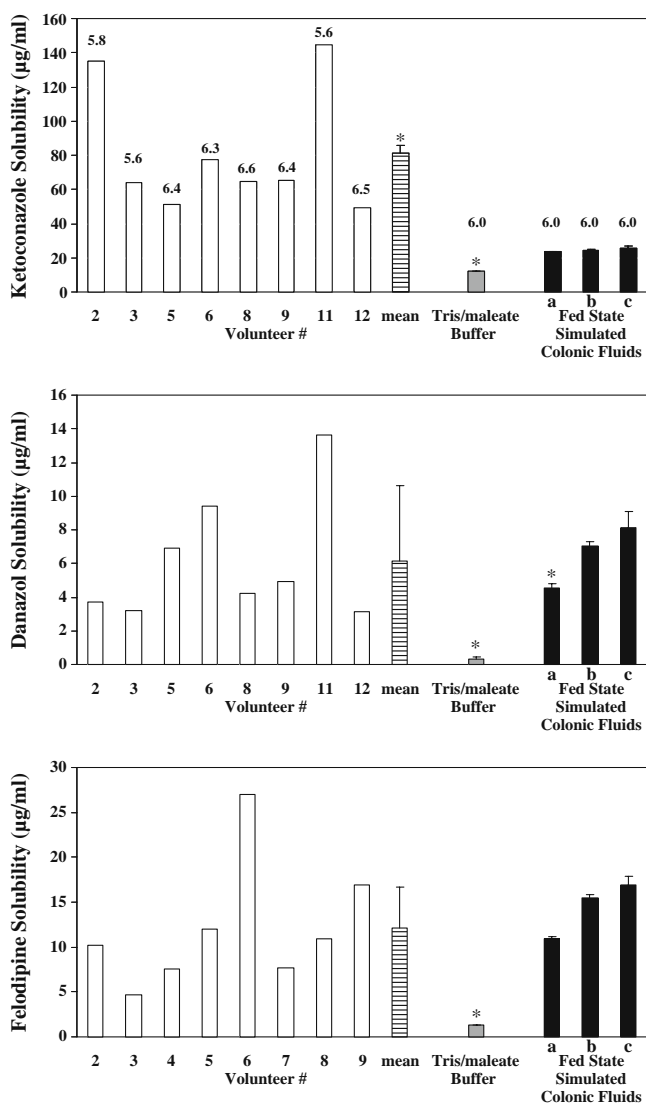 Ketoconazole Solubility (µg/ml)
160
140
120
100
80
60
40
20
0
5.8
5.6
6.4
6.3
6.6
6.4
5.6
6.5
*
6.0
*
6.0
6.0
6.0
a
b
c
2 3 5 6 8 9 11 12 mean
Volunteer #
Tris/maleate
Buffer
Fed State
Simulated
Colonic Fluids
Danazol Solubility (µg/ml)
16
14
12
10
8
6
4
2
0
*
*
a
b
c
2 3 5 6 8 9 11 12 mean
Volunteer #
Tris/maleate
Buffer
Fed State
Simulated
Colonic Fluids
Felodipine Solubility (µg/ml)
30
25
20
15
10
5
0
*
a
b
c
2 3 4 5 6 7 8 9 mean
Volunteer #
Tris/maleate
Buffer
Fed State
Simulated
Colonic Fluids